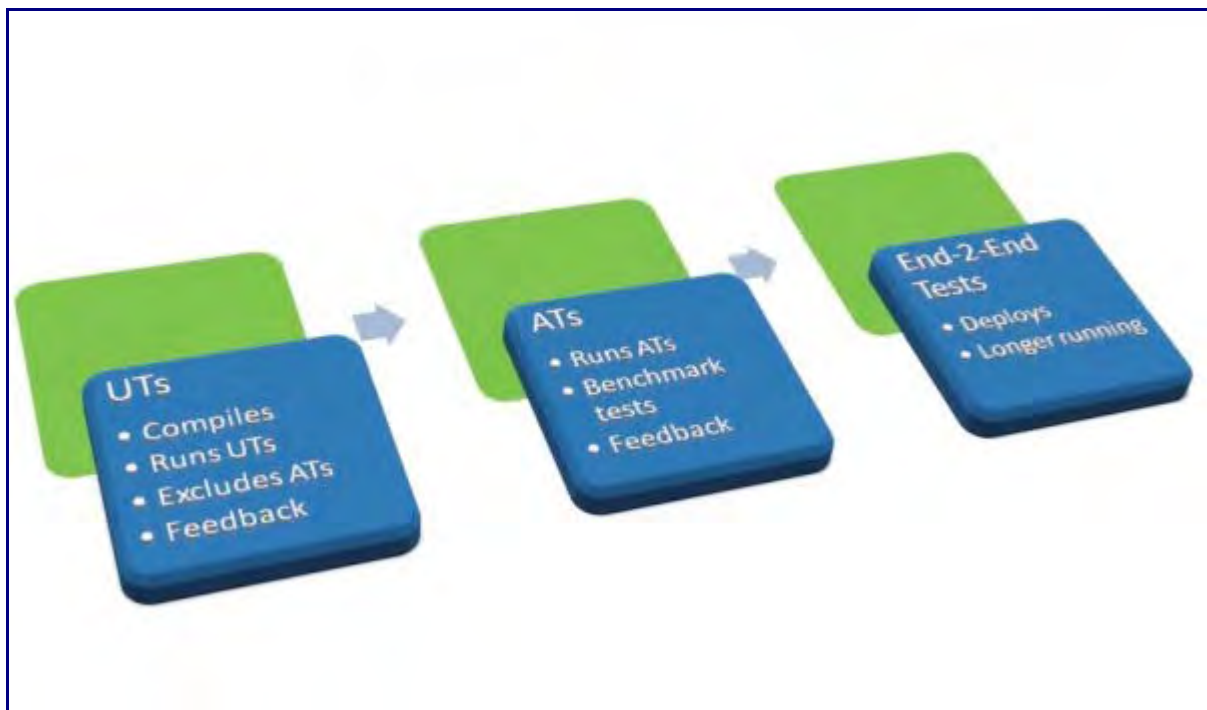 UTs
• Compiles
• Runs UTs
• Excludes ATs
• Feedback
ATs
• Runs ATs
• Benchmark
tests
• Feedback
End-2-End
Tests
• Deploys
• Longer running